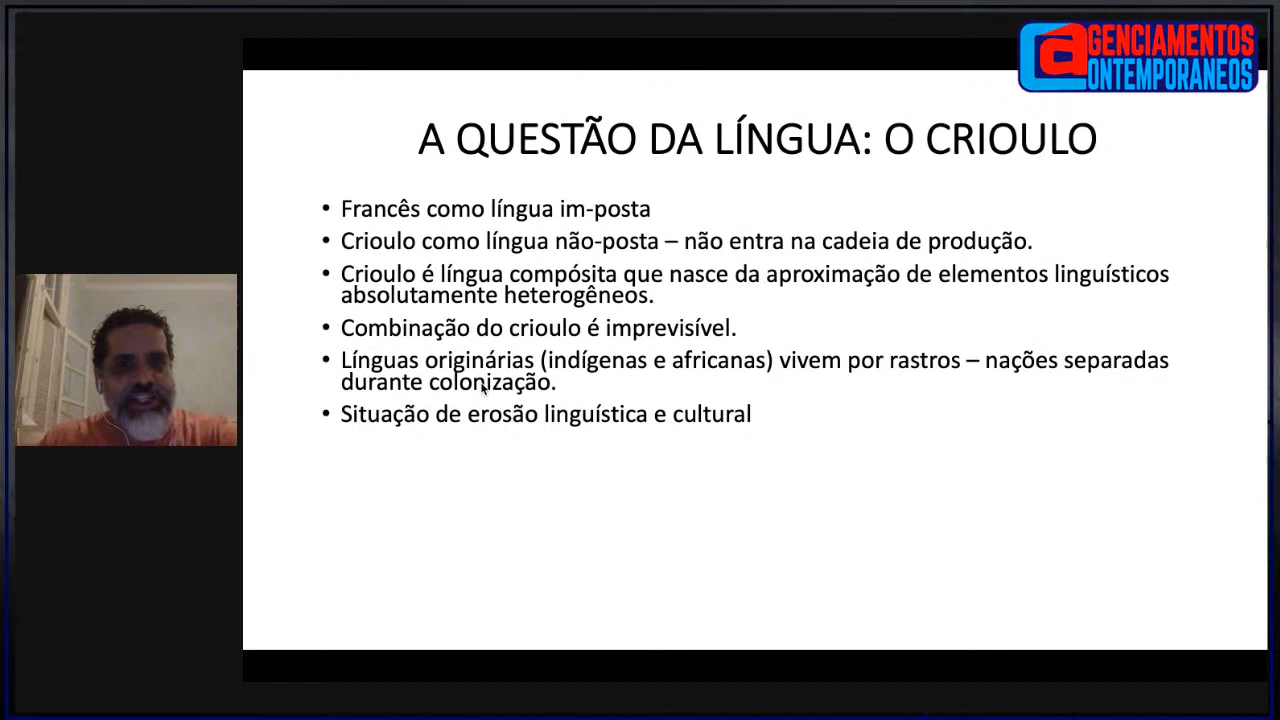 AGENCIAMENTOS
CONTEMPORANEOS
A QUESTÃO DA LÍNGUA: O CRIOULO
• Francês como língua im-posta
• Crioulo como língua não-posta – não entra na cadeia de produção.
• Crioulo é língua compósita que nasce da aproximação de elementos linguísticos
absolutamente heterogêneos.
• Combinação do crioulo é imprevisível.
• Línguas originárias (indígenas e africanas) vivem por rastros – nações separadas
durante colonização.
• Situação de erosão linguística e cultural